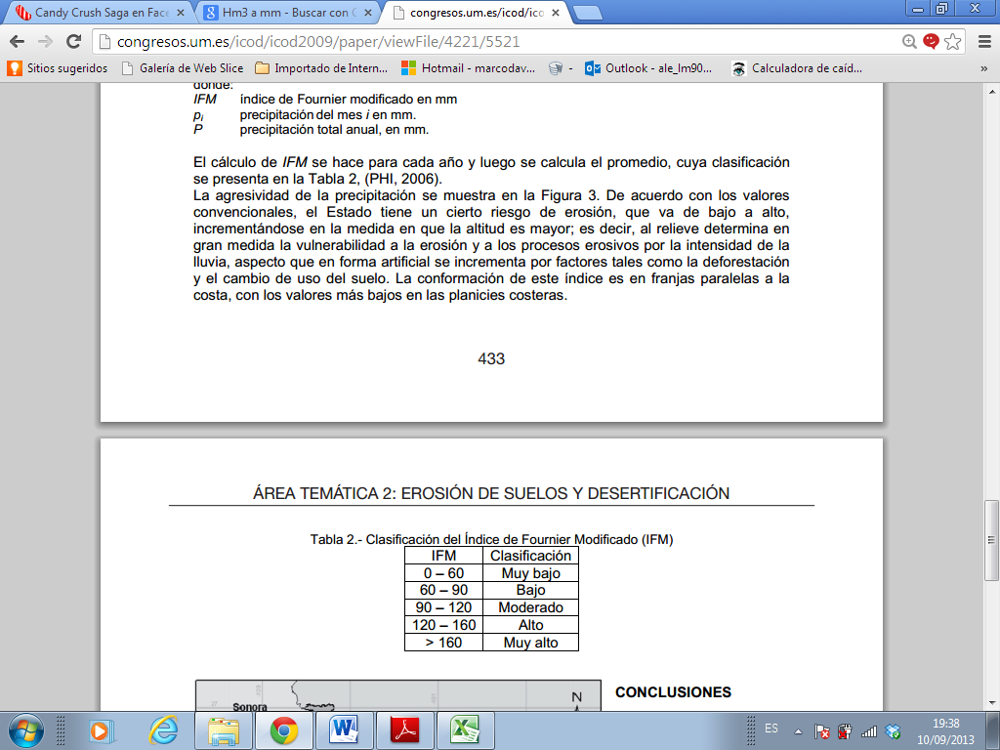 Candy Crush Saga en Face
Hm3 a mm - Buscar con G
congresos.um.es/icod/ico
congresos.um.es/icod/icod2009/paper/viewFile/4221/5521
Sitios sugeridos Galería de Web Slice Importado de Intern... Hotmail - marcodav... - Outlook - ale_lm90... Calculadora de caíd... »
donde:
IFM índice de Fournier modificado en mm
pi precipitación del mes i en mm.
P precipitación total anual, en mm.
El cálculo de IFM se hace para cada año y luego se calcula el promedio, cuya clasificación
se presenta en la Tabla 2, (PHI, 2006).
La agresividad de la precipitación se muestra en la Figura 3. De acuerdo con los valores
convencionales, el Estado tiene un cierto riesgo de erosión, que va de bajo a alto,
incrementándose en la medida en que la altitud es mayor; es decir, al relieve determina en
gran medida la vulnerabilidad a la erosión y a los procesos erosivos por la intensidad de la
lluvia, aspecto que en forma artificial se incrementa por factores tales como la deforestación
y el cambio de uso del suelo. La conformación de este índice es en franjas paralelas a la
costa, con los valores más bajos en las planicies costeras.
433
ÁREA TEMÁTICA 2: EROSIÓN DE SUELOS Y DESERTIFICACIÓN
Tabla 2.- Clasificación del Índice de Fournier Modificado (IFM)
IFM Clasificación
0 – 60 Muy bajo
60 – 90 Bajo
90 – 120 Moderado
120 – 160 Alto
> 160 Muy alto
Sonora
N
CONCLUSIONES
ES
19:38
10/09/2013